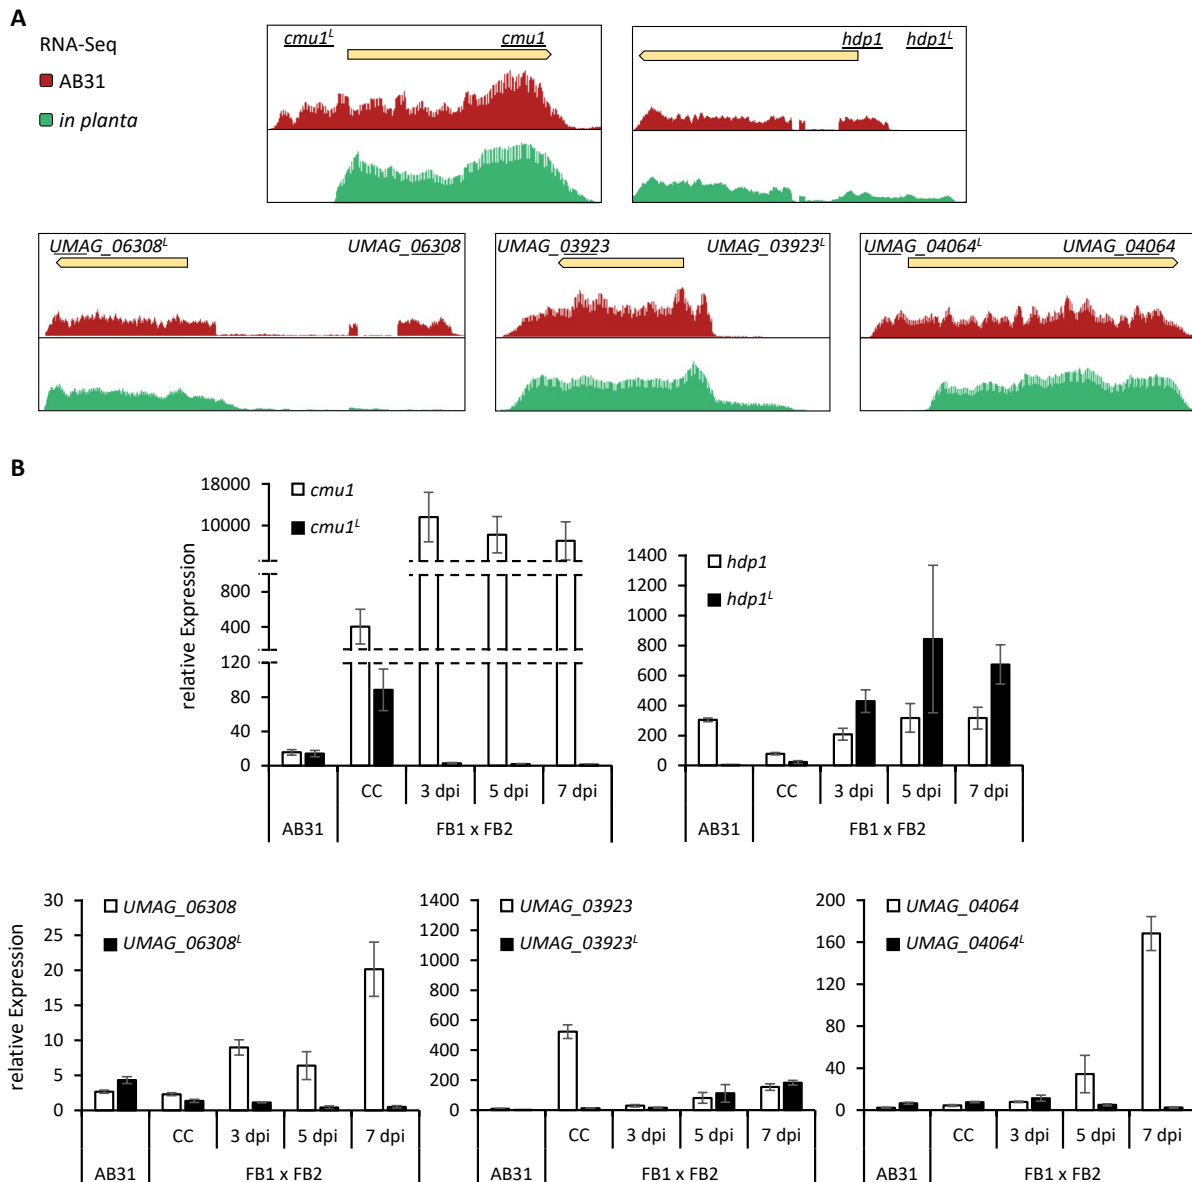 A
RNA-Seq
AB31
in planta
cmu1ᴸ cmu1
hdp1 hdp1ᴸ
UMAG_06308ᴸ UMAG_06308
UMAG_03923 UMAG_03923ᴸ
UMAG_04064ᴸ UMAG_04064
B
relative Expression
18000
10000
400
120
80
40
0
cmu1
cmu1ᴸ
CC 3 dpi 5 dpi 7 dpi
AB31 FB1 x FB2
1400
1200
1000
800
600
400
200
0
hdp1
hdp1ᴸ
CC 3 dpi 5 dpi 7 dpi
AB31 FB1 x FB2
relative Expression
30
25
20
15
10
5
0
UMAG_06308
UMAG_06308ᴸ
CC 3 dpi 5 dpi 7 dpi
AB31 FB1 x FB2
1400
1200
1000
800
600
400
200
0
UMAG_03923
UMAG_03923ᴸ
CC 3 dpi 5 dpi 7 dpi
AB31 FB1 x FB2
200
160
120
80
40
0
UMAG_04064
UMAG_04064ᴸ
CC 3 dpi 5 dpi 7 dpi
AB31 FB1 x FB2